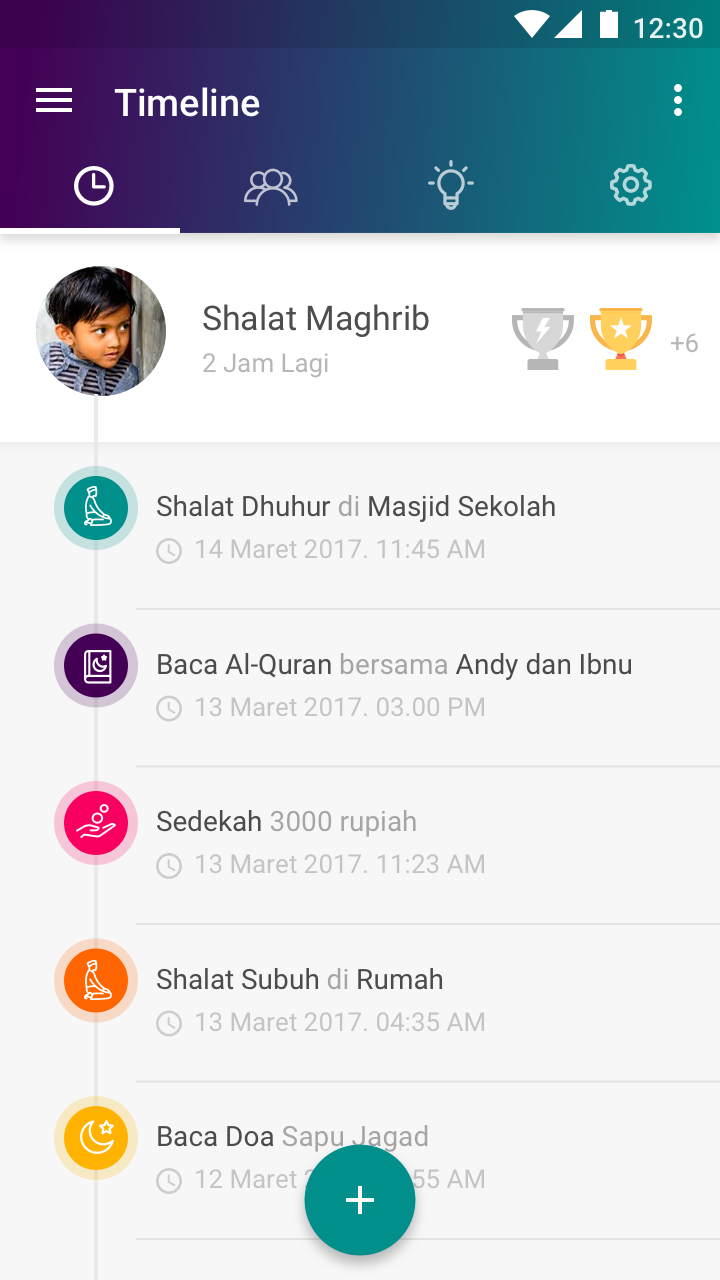 12:30
Timeline
Shalat Maghrib
2 Jam Lagi
+6
Shalat Dhuhur di Masjid Sekolah
14 Maret 2017. 11:45 AM
Baca Al-Quran bersama Andy dan Ibnu
13 Maret 2017. 03.00 PM
Sedekah 3000 rupiah
13 Maret 2017. 11:23 AM
Shalat Subuh di Rumah
13 Maret 2017. 04:35 AM
Baca Doa Sapu Jagad
12 Maret 55 AM